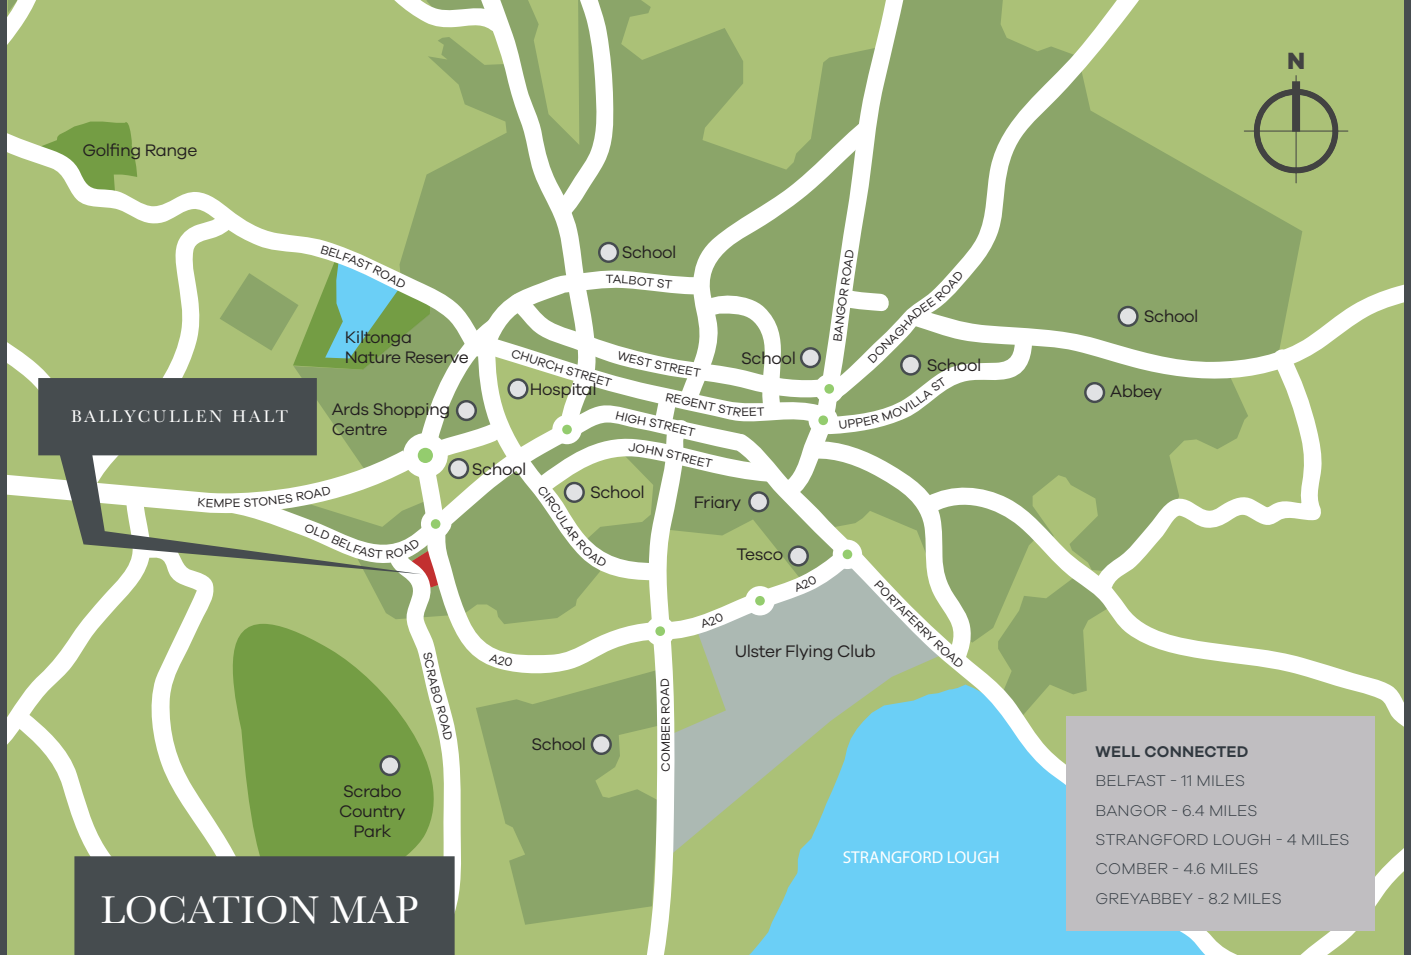 N
Golfing Range
BELFAST ROAD
School
TALBOT ST
BANGOR ROAD
DONAGHADEE ROAD
School
Kiltonga
Nature Reserve
CHURCH STREET
WEST STREET
School
School
Hospital
REGENT STREET
UPPER MOVILLA ST
Abbey
BALLYCULLEN HALT
Ards Shopping
Centre
HIGH STREET
JOHN STREET
School
School
KEMPE STONES ROAD
CIRCULAR ROAD
Friary
OLD BELFAST ROAD
Tesco
A20
A20
PORTAFERRY ROAD
A20
Ulster Flying Club
SCRABO ROAD
COMBER ROAD
School
Scrabo
Country
Park
STRANGFORD LOUGH
WELL CONNECTED
BELFAST - 11 MILES
BANGOR - 6.4 MILES
STRANGFORD LOUGH - 4 MILES
COMBER - 4.6 MILES
GREYABBEY - 8.2 MILES
LOCATION MAP